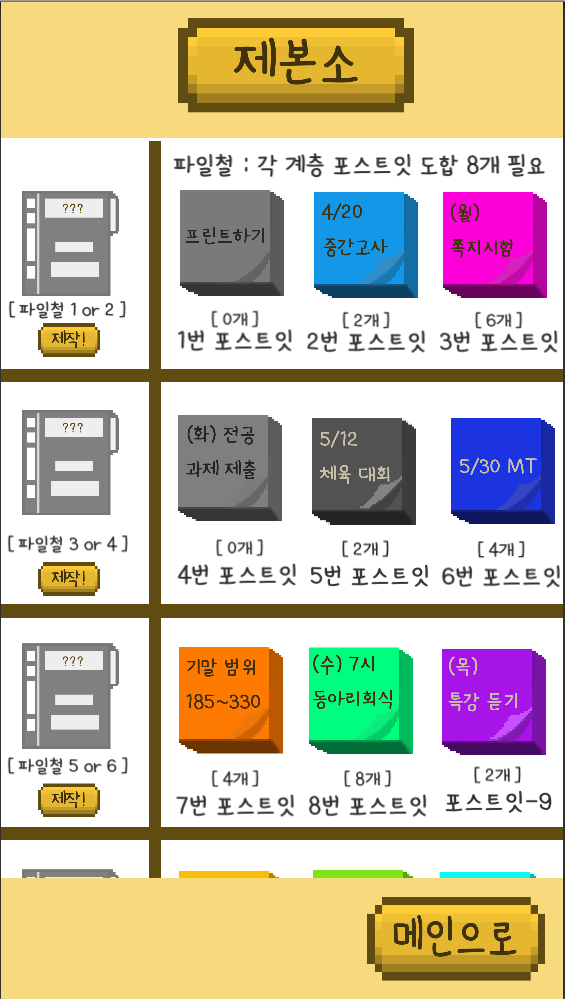 제본소
파일철 : 각 계층 포스트잇 도합 8개 필요
???
[ 파일철 1 or 2 ]
제작!
프린트하기
[ 0개 ]
1번 포스트잇
4/20
중간고사
[ 2개 ]
2번 포스트잇
(월)
쪽지시험
[ 6개 ]
3번 포스트잇
???
[ 파일철 3 or 4 ]
제작!
(화) 전공
과제 제출
[ 0개 ]
4번 포스트잇
5/12
체육 대회
[ 2개 ]
5번 포스트잇
5/30 MT
[ 4개 ]
6번 포스트잇
???
[ 파일철 5 or 6 ]
제작!
기말 범위
185~330
[ 4개 ]
7번 포스트잇
(수) 7시
동아리회식
[ 8개 ]
8번 포스트잇
(목)
특강 듣기
[ 2개 ]
포스트잇-9
메인으로